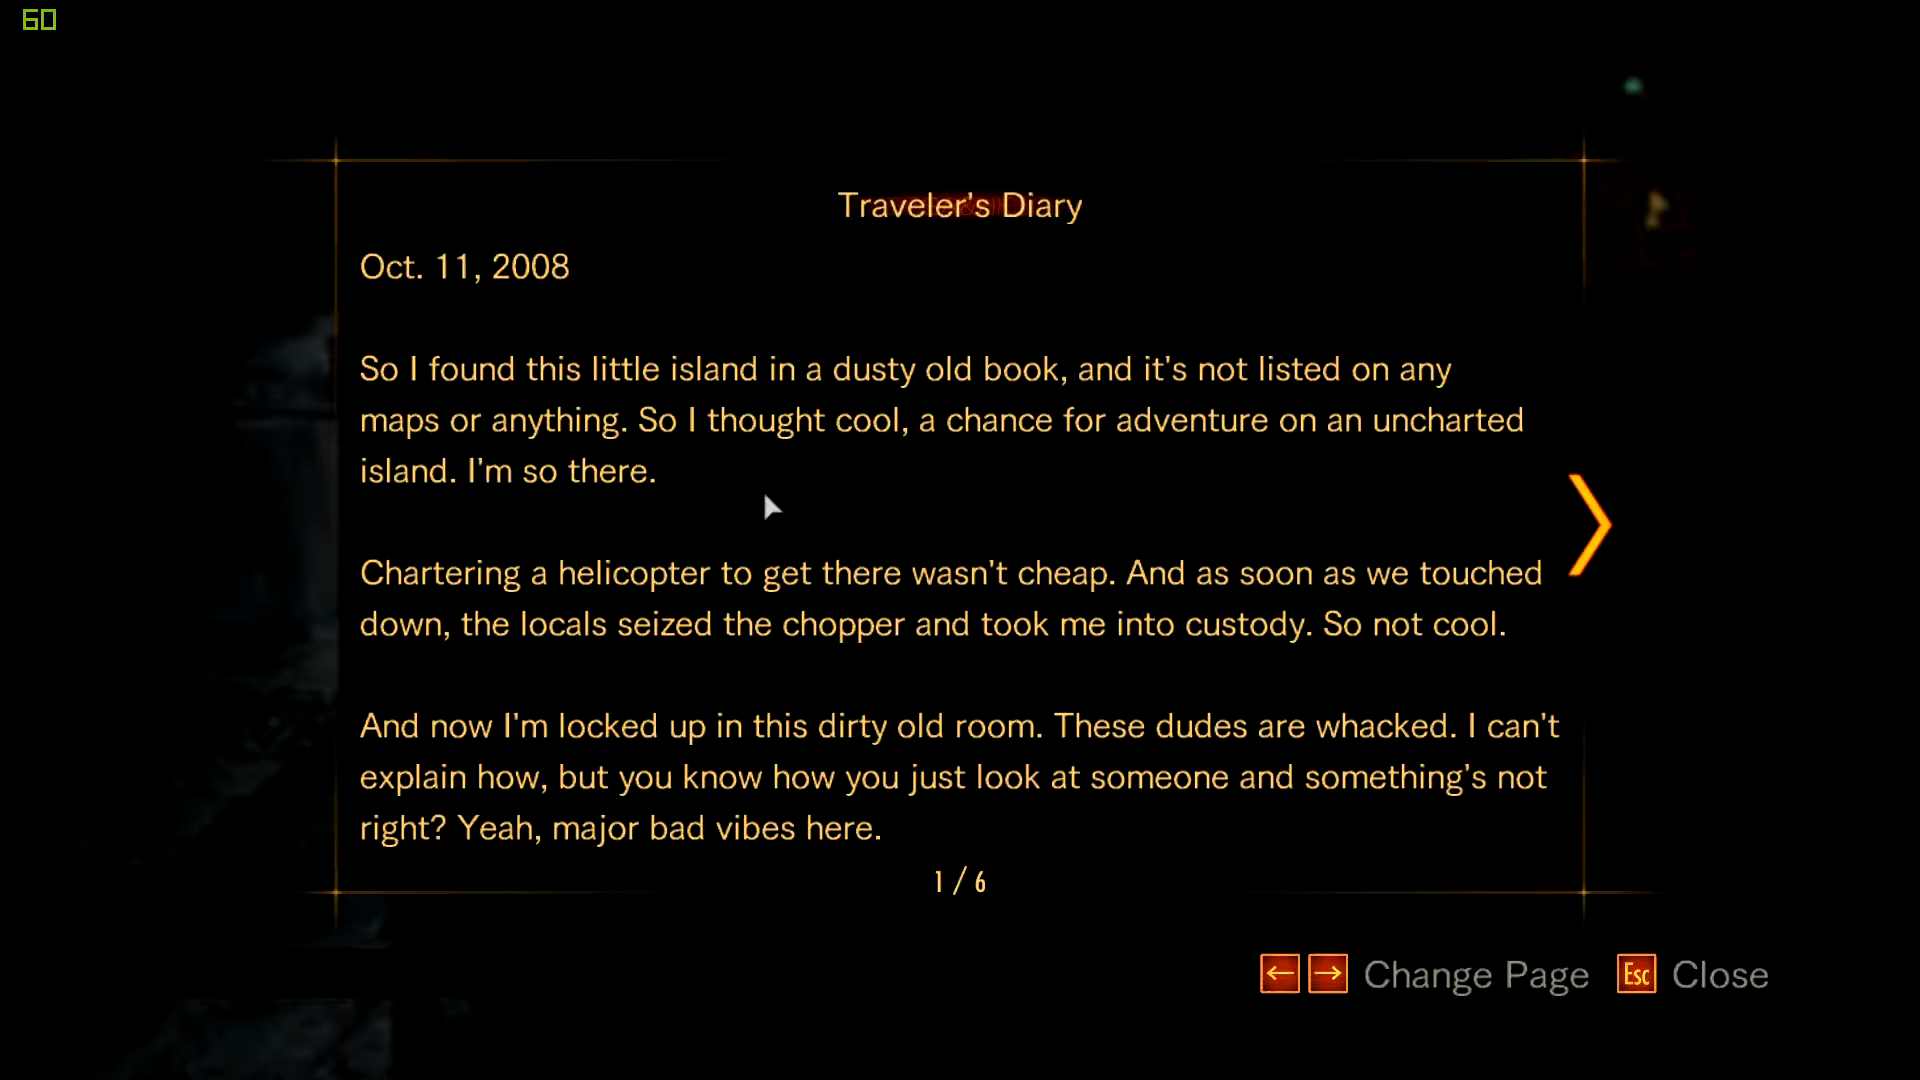 60
Traveler's Diary
Oct. 11, 2008
So I found this little island in a dusty old book, and it's not listed on any
maps or anything. So I thought cool, a chance for adventure on an uncharted
island. I'm so there.
Chartering a helicopter to get there wasn't cheap. And as soon as we touched
down, the locals seized the chopper and took me into custody. So not cool.
And now I'm locked up in this dirty old room. These dudes are whacked. I can't
explain how, but you know how you just look at someone and something's not
right? Yeah, major bad vibes here.
1 / 6
← → Change Page Esc Close